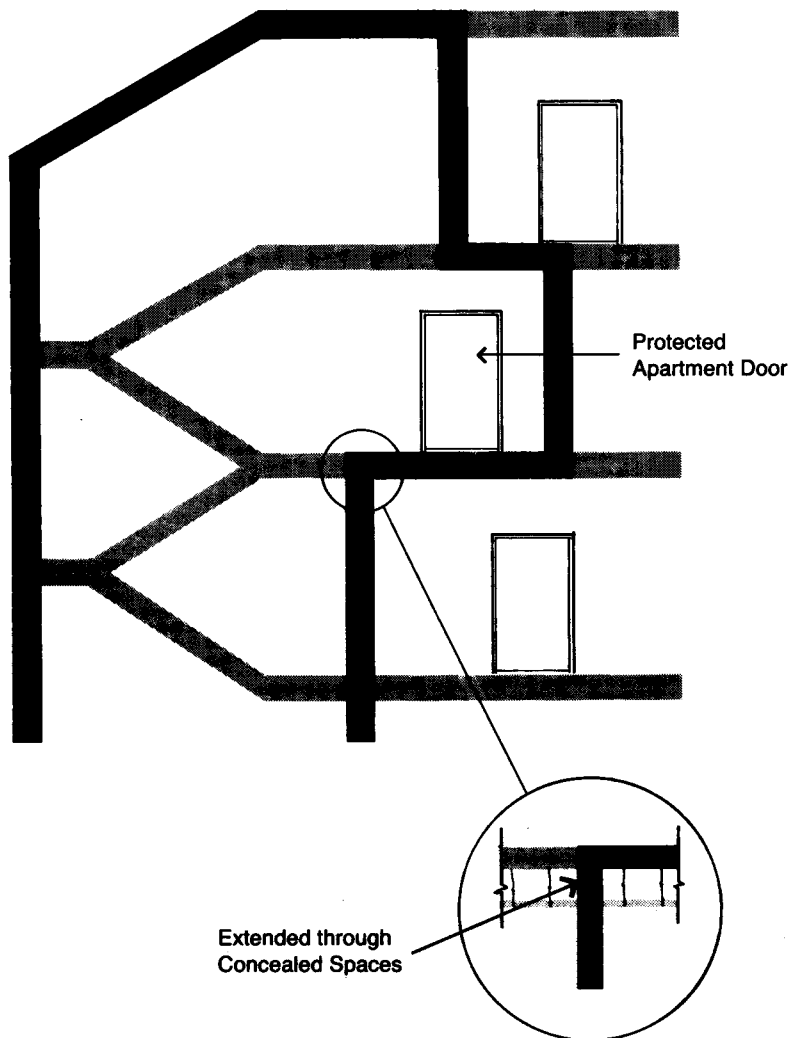 Protected
Apartment Door
Extended through
Concealed Spaces